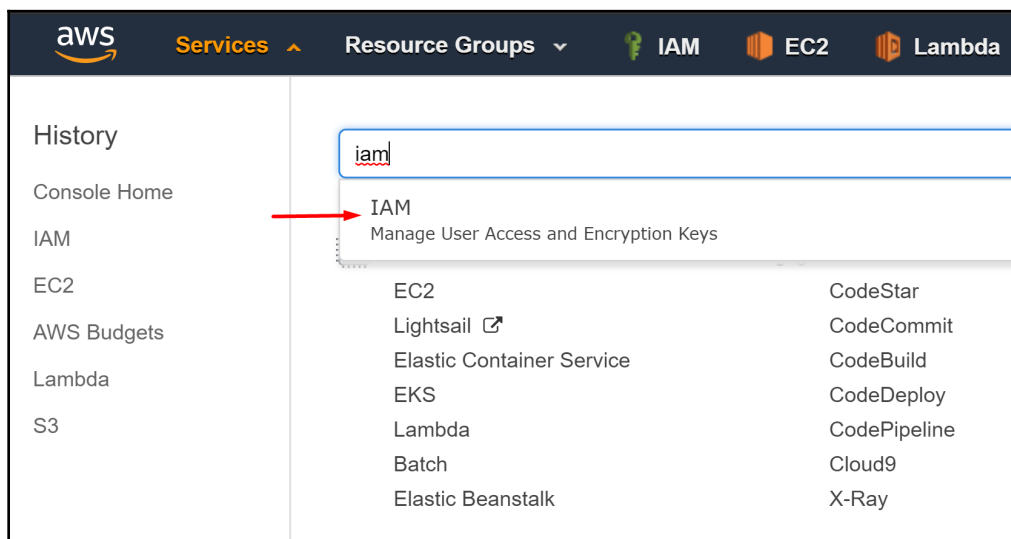 aws Services Resource Groups IAM EC2 Lambda
History
Console Home
IAM
EC2
AWS Budgets
Lambda
S3
iam
IAM
Manage User Access and Encryption Keys
EC2
Lightsail
Elastic Container Service
EKS
Lambda
Batch
Elastic Beanstalk
CodeStar
CodeCommit
CodeBuild
CodeDeploy
CodePipeline
Cloud9
X-Ray